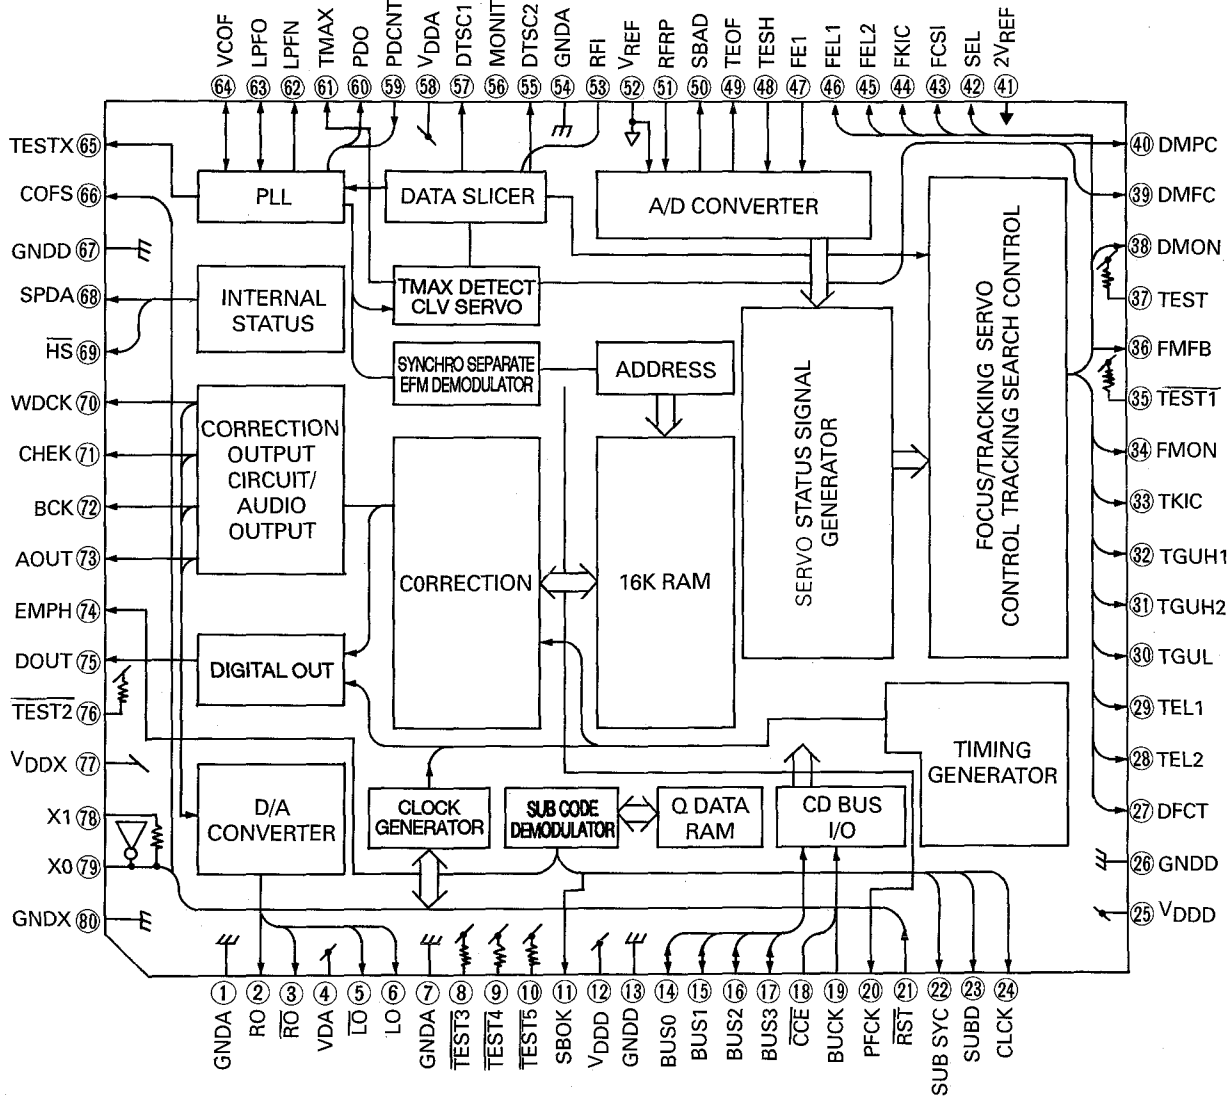 VCOF
LPFO
LPFN
TMAX
PDO
PDCNT
VDDA
DTSC1
MONIT
DTSC2
GNDA
RFI
VREF
RFRP
SBAD
TEOF
TESH
FE1
FEL1
FEL2
FKIC
FCSI
SEL
2VREF
64 63 62 61 60 59 58 57 56 55 54 53 52 51 50 49 48 47 46 45 44 43 42 41
TESTX 65
COFS 66
GNDD 67
SPDA 68
HS 69
WDCK 70
CHEK 71
BCK 72
AOUT 73
EMPH 74
DOUT 75
TEST2 76
VDDX 77
X1 78
X0 79
GNDX 80
PLL
DATA SLICER
A/D CONVERTER
INTERNAL
STATUS
TMAX DETECT
CLV SERVO
SYNCHRO SEPARATE
EFM DEMODULATOR
ADDRESS
CORRECTION
OUTPUT
CIRCUIT/
AUDIO
OUTPUT
CORRECTION
16K RAM
SERVO STATUS SIGNAL
GENERATOR
FOCUS/TRACKING SERVO
CONTROL TRACKING SEARCH CONTROL
DIGITAL OUT
D/A
CONVERTER
CLOCK
GENERATOR
SUB CODE
DEMODULATOR
Q DATA
RAM
CD BUS
I/O
TIMING
GENERATOR
40 DMPC
39 DMFC
38 DMON
37 TEST
36 FMFB
35 TEST1
34 FMON
33 TKIC
32 TGUH1
31 TGUH2
30 TGUL
29 TEL1
28 TEL2
27 DFCT
26 GNDD
25 VDDD
1 2 3 4 5 6 7 8 9 10 11 12 13 14 15 16 17 18 19 20 21 22 23 24
GNDA
RO
RO
VDA
LO
LO
GNDA
TEST3
TEST4
TEST5
SBOK
VDDD
GNDD
BUS0
BUS1
BUS2
BUS3
CCE
BUCK
PFCK
RST
SUB SYC
SUBD
CLCK